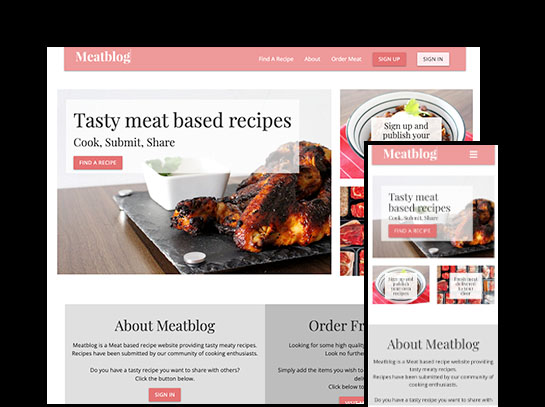 Meatblog
Find A Recipe About Order Meat SIGN UP SIGN IN
Tasty meat based recipes
Cook, Submit, Share
FIND A RECIPE
Sign up and
publish your
About Meatblog
Meatblog is a Meat based recipe website providing tasty meaty recipes.
Recipes have been submitted by our community of cooking enthusiasts.
Do you have a tasty recipe you want to share with others?
Click the button below.
SIGN IN
Order Fr
Looking for some high quality
Look no further
Simply add the items you wish to
del
Click below to
Meatblog
Tasty meat
based recipes
Cook, Submit, Share
FIND A RECIPE
Sign up and
publish
your own
recipes
Fresh meat
delivered
to your
door
About Meatblog
Meatblog is a Meat based recipe website providing
tasty meaty recipes.
Recipes have been submitted by our community of
cooking enthusiasts.
Do you have a tasty recipe you want to share with